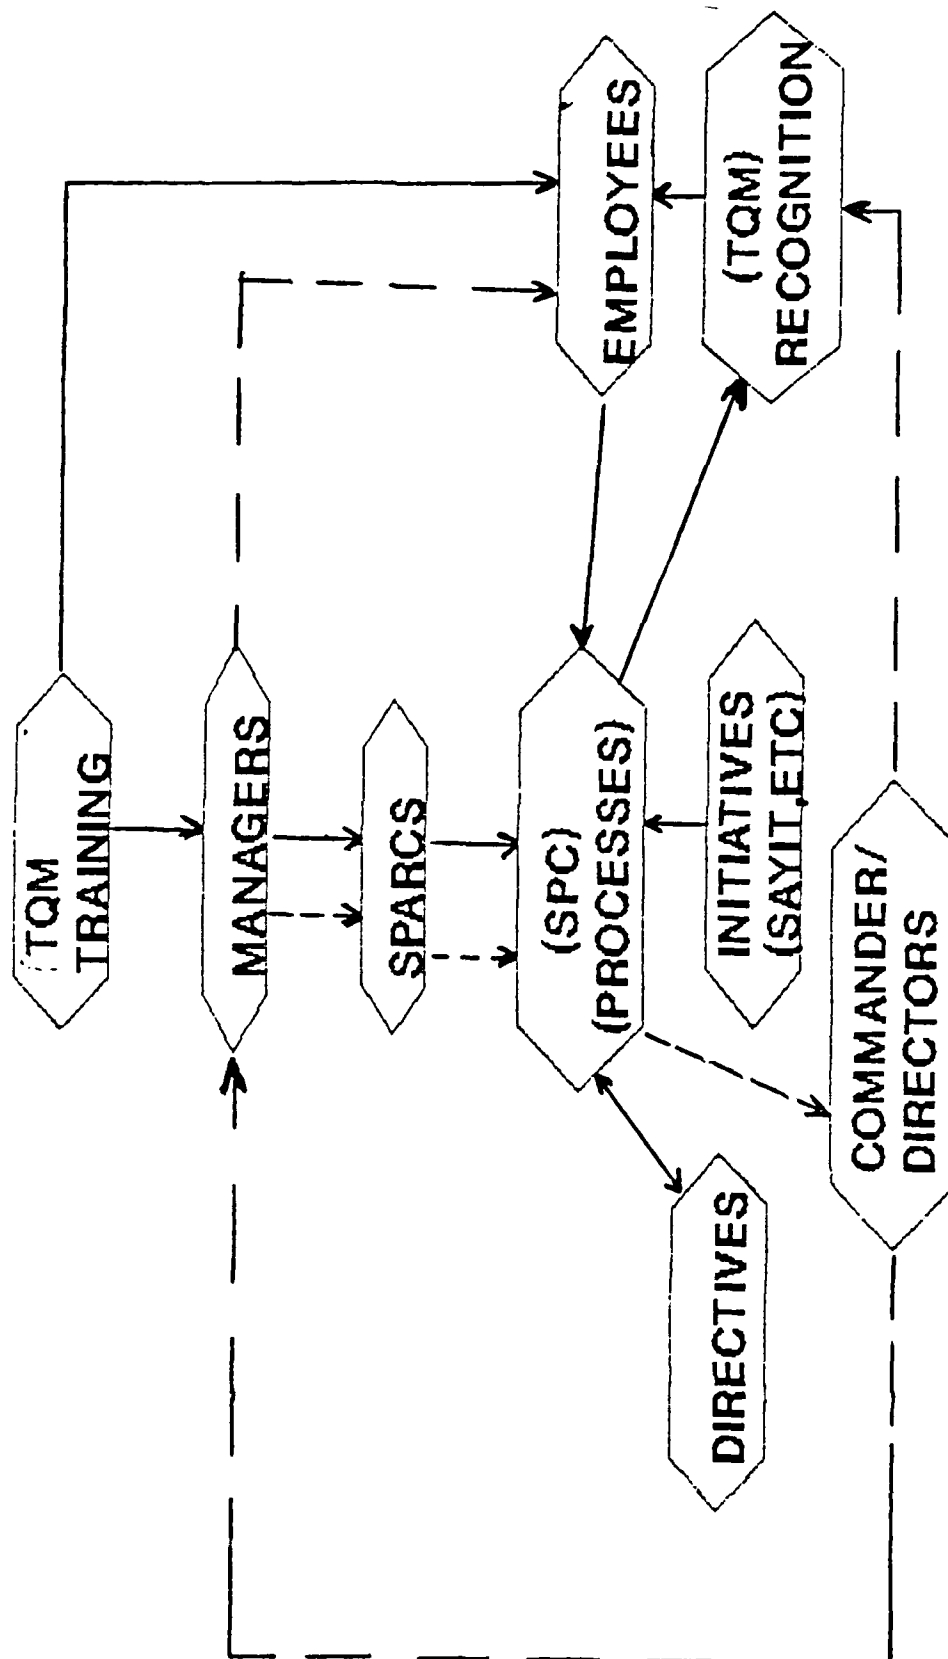 TQM
TRAINING
MANAGERS
SPARCS
(SPC)
(PROCESSES)
EMPLOYEES
(TQM)
RECOGNITION
INITIATIVES
(SAYIT,ETC)
DIRECTIVES
COMMANDER/
DIRECTORS